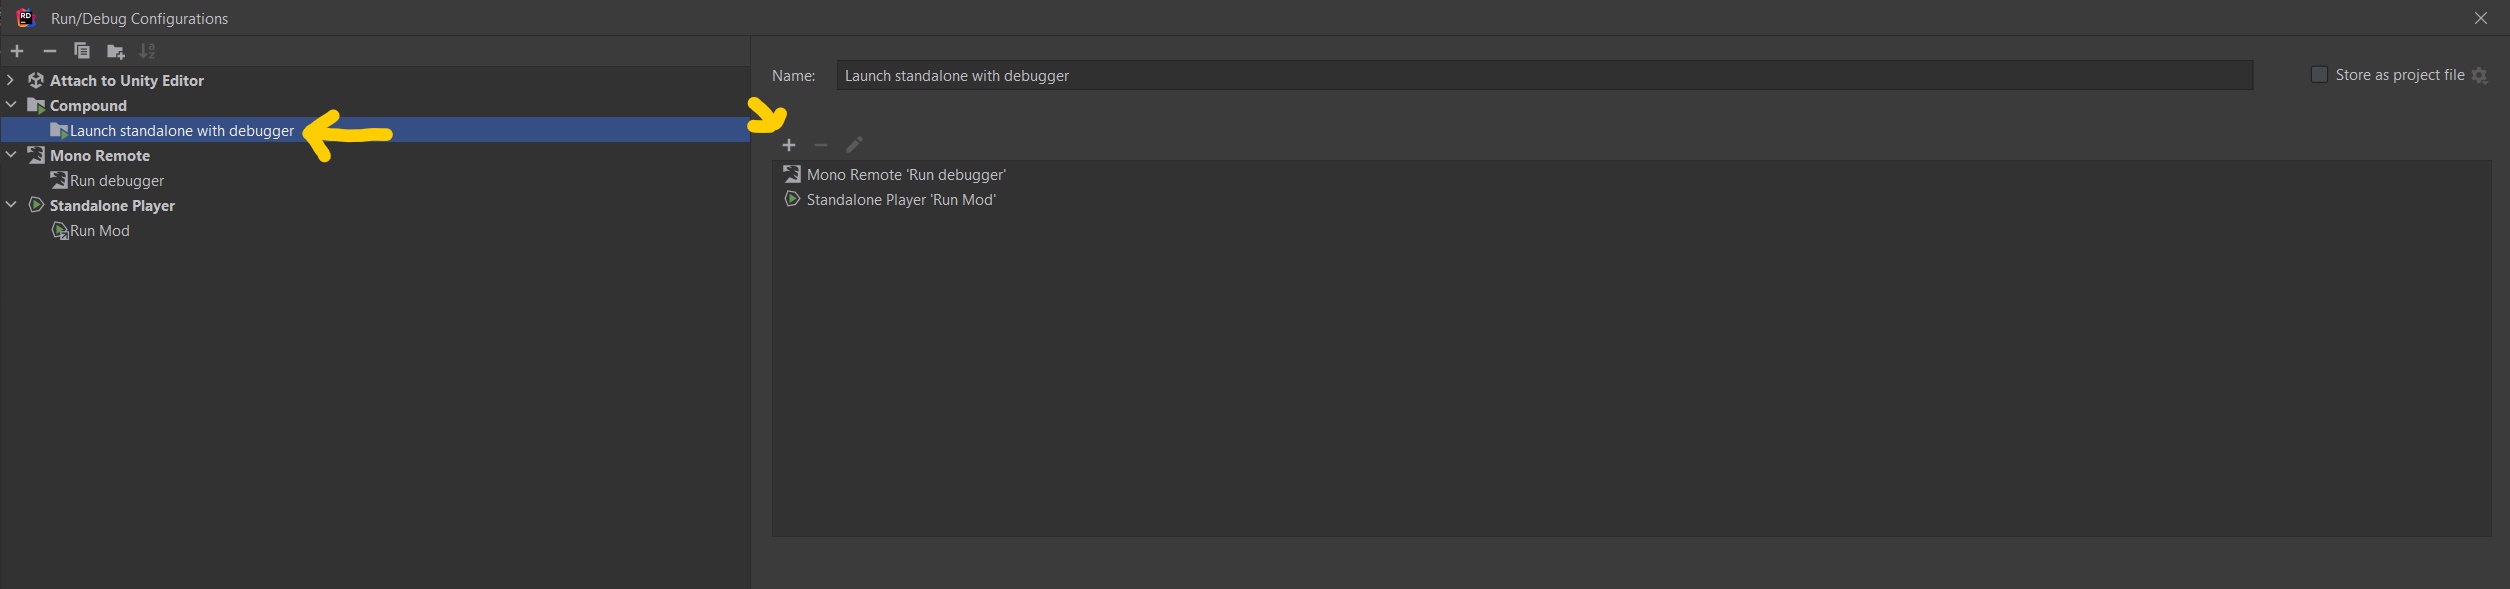 Run/Debug Configurations
Attach to Unity Editor
Compound
Launch standalone with debugger
Mono Remote
Run debugger
Standalone Player
Run Mod
Name: Launch standalone with debugger
Store as project file
Mono Remote 'Run debugger'
Standalone Player 'Run Mod'